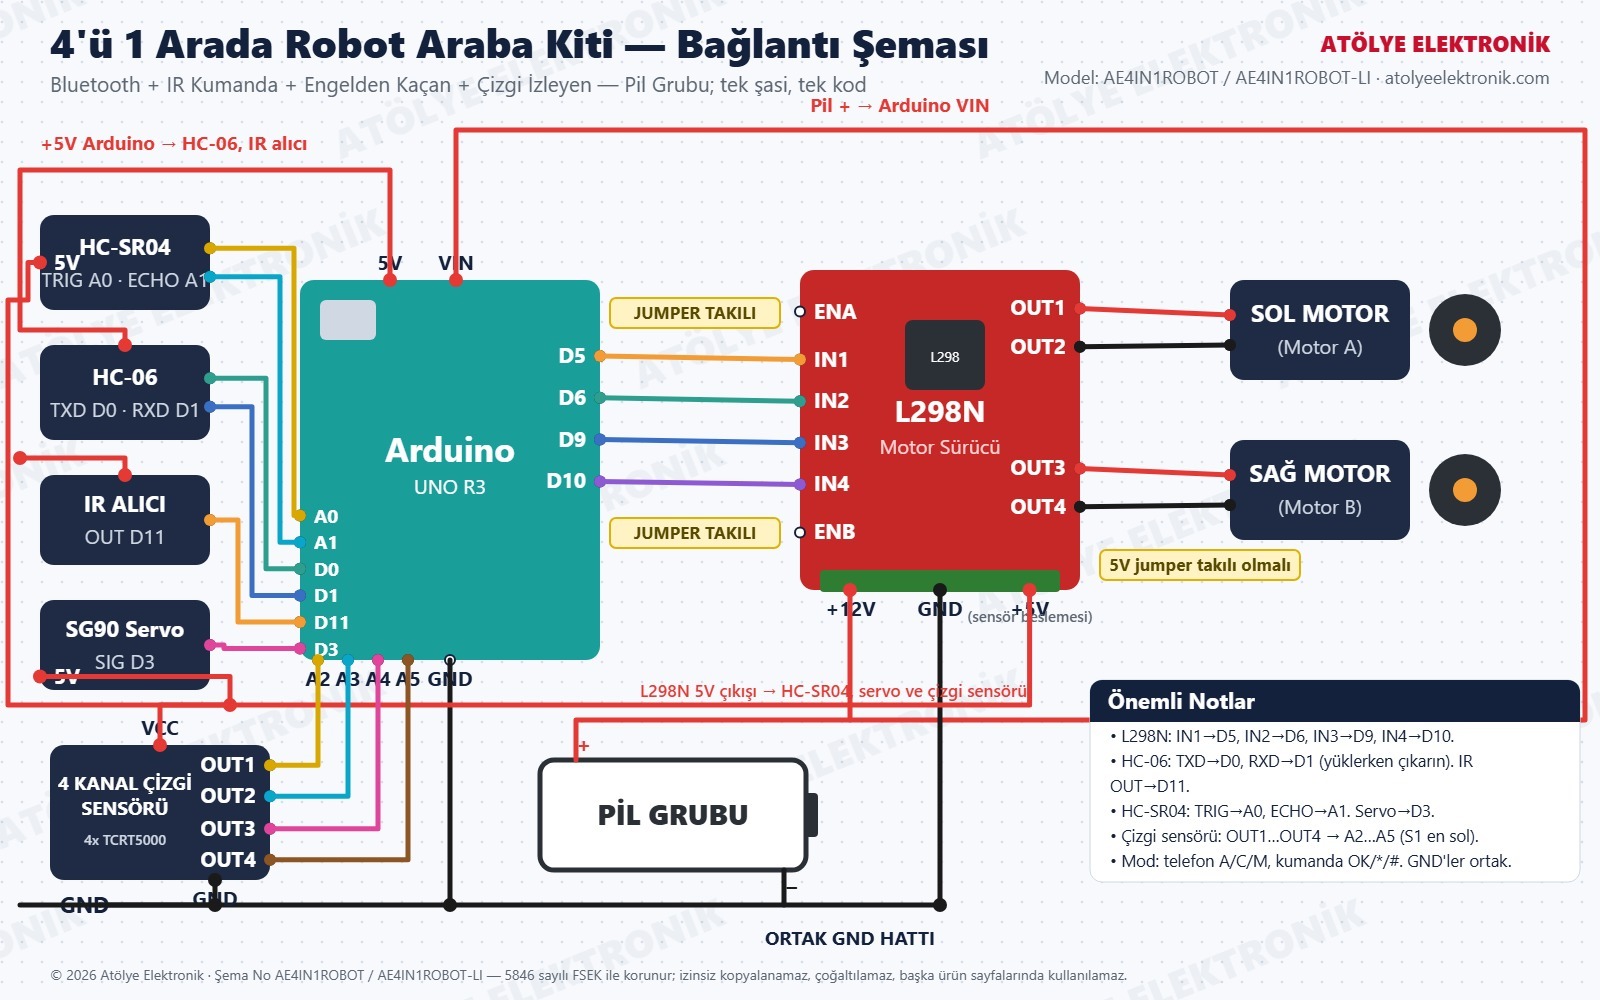 4'ü 1 Arada Robot Araba Kiti — Bağlantı Şeması
ATÖLYE ELEKTRONİK
Bluetooth + IR Kumanda + Engelden Kaçan + Çizgi İzleyen — Pil Grubu; tek şasi, tek kod
Model: AE4IN1ROBOT / AE4IN1ROBOT-LI · atolyeelektronik.com
Pil + → Arduino VIN
+5V Arduino → HC-06, IR alıcı
HC-SR04
5V
TRIG A0 · ECHO A1
HC-06
TXD D0 · RXD D1
IR ALICI
OUT D11
SG90 Servo
SIG D3
5V
5V
VIN
Arduino
UNO R3
D5
D6
D9
D10
A0
A1
D0
D1
D11
D3
A2 A3 A4 A5 GND
JUMPER TAKILI
JUMPER TAKILI
ENA
IN1
IN2
IN3
IN4
ENB
L298
L298N
Motor Sürücü
OUT1
OUT2
OUT3
OUT4
+12V
GND
+5V
(sensör beslemesi)
SOL MOTOR
(Motor A)
SAĞ MOTOR
(Motor B)
5V jumper takılı olmalı
L298N 5V çıkışı → HC-SR04, servo ve çizgi sensörü
VCC
4 KANAL ÇİZGİ
SENSÖRÜ
4x TCRT5000
OUT1
OUT2
OUT3
OUT4
GND
GND
+
PİL GRUBU
–
ORTAK GND HATTI
Önemli Notlar
• L298N: IN1→D5, IN2→D6, IN3→D9, IN4→D10.
• HC-06: TXD→D0, RXD→D1 (yüklerken çıkarın). IR
OUT→D11.
• HC-SR04: TRIG→A0, ECHO→A1. Servo→D3.
• Çizgi sensörü: OUT1…OUT4 → A2…A5 (S1 en sol).
• Mod: telefon A/C/M, kumanda OK/*/#. GND'ler ortak.
© 2026 Atölye Elektronik · Şema No AE4IN1ROBOT / AE4IN1ROBOT-LI — 5846 sayılı FSEK ile korunur; izinsiz kopyalanamaz, çoğaltılamaz, başka ürün sayfalarında kullanılamaz.